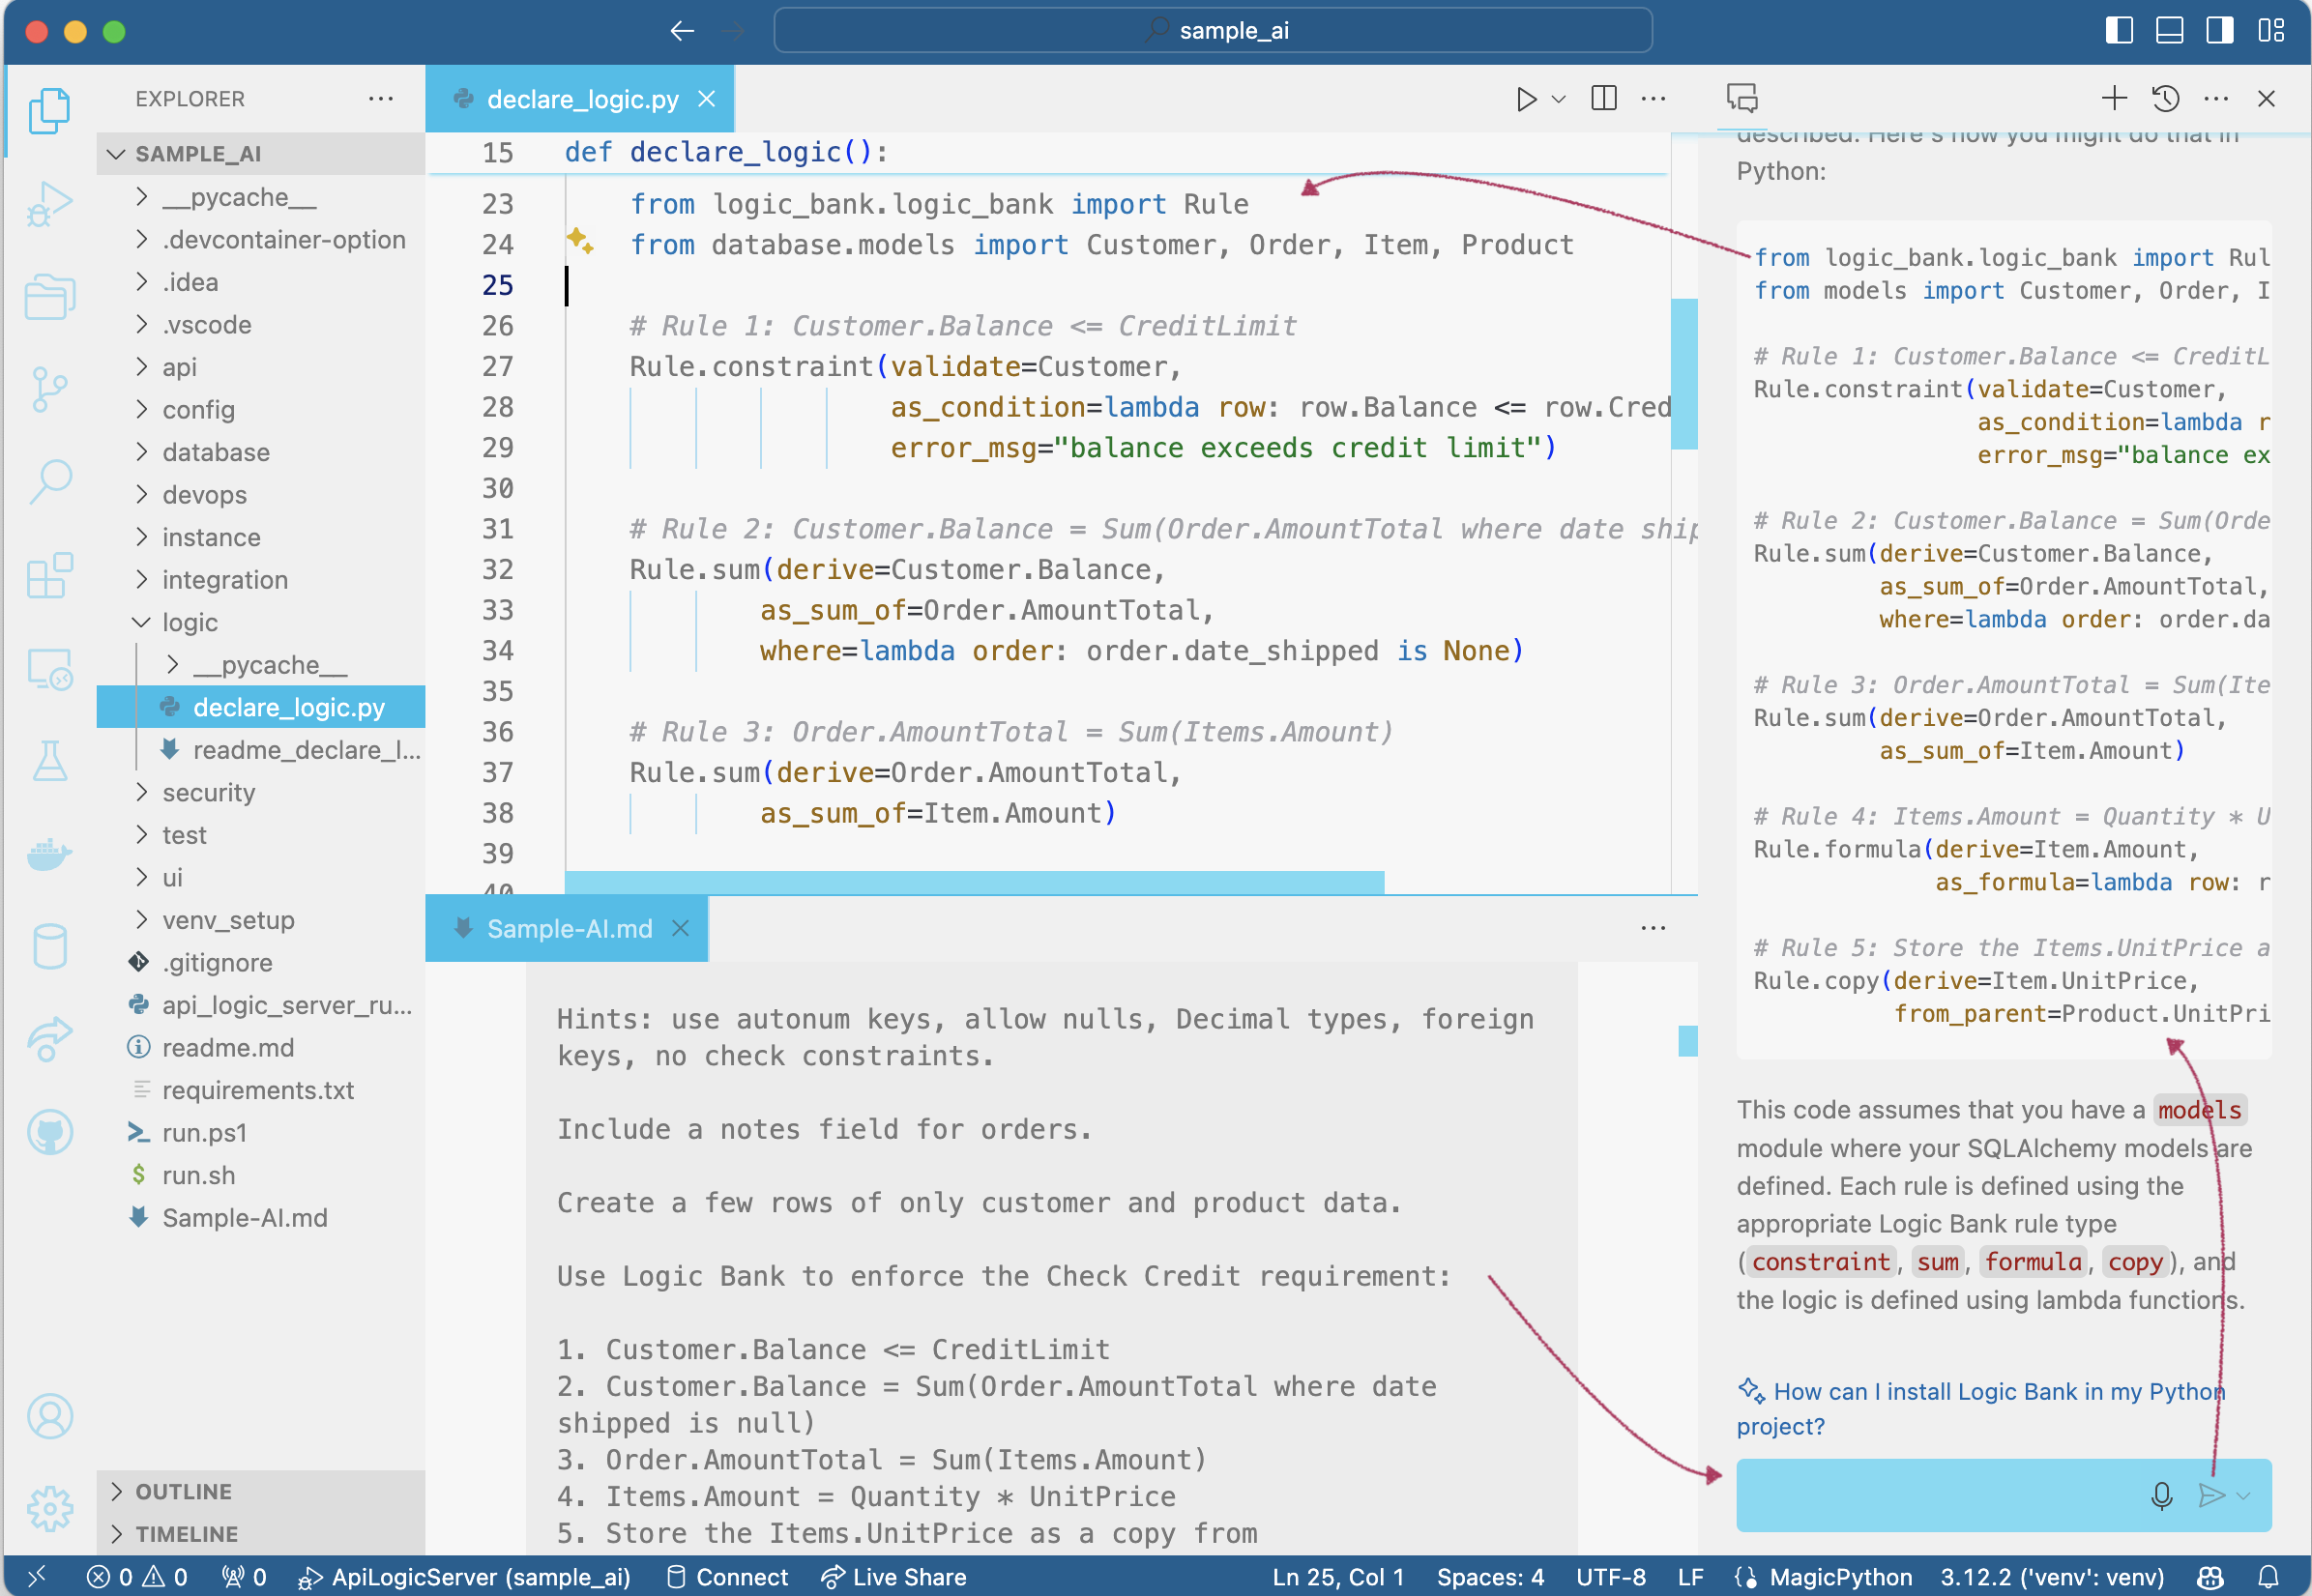 sample_ai
EXPLORER
SAMPLE_AI
__pycache__
.devcontainer-option
.idea
.vscode
api
config
database
devops
instance
integration
logic
__pycache__
declare_logic.py
readme_declare_l...
security
test
ui
venv_setup
.gitignore
api_logic_server_ru...
readme.md
requirements.txt
run.ps1
run.sh
Sample-AI.md
OUTLINE
TIMELINE
declare_logic.py
15 def declare_logic():
23 from logic_bank.logic_bank import Rule
24 from database.models import Customer, Order, Item, Product
25
26 # Rule 1: Customer.Balance <= CreditLimit
27 Rule.constraint(validate=Customer,
28 as_condition=lambda row: row.Balance <= row.Cred
29 error_msg="balance exceeds credit limit")
30
31 # Rule 2: Customer.Balance = Sum(Order.AmountTotal where date ship
32 Rule.sum(derive=Customer.Balance,
33 as_sum_of=Order.AmountTotal,
34 where=lambda order: order.date_shipped is None)
35
36 # Rule 3: Order.AmountTotal = Sum(Items.Amount)
37 Rule.sum(derive=Order.AmountTotal,
38 as_sum_of=Item.Amount)
39
40
Sample-AI.md
Hints: use autonum keys, allow nulls, Decimal types, foreign
keys, no check constraints.
Include a notes field for orders.
Create a few rows of only customer and product data.
Use Logic Bank to enforce the Check Credit requirement:
1. Customer.Balance <= CreditLimit
2. Customer.Balance = Sum(Order.AmountTotal where date
shipped is null)
3. Order.AmountTotal = Sum(Items.Amount)
4. Items.Amount = Quantity * UnitPrice
5. Store the Items.UnitPrice as a copy from
described. Here's how you might do that in
Python:
from logic_bank.logic_bank import Rul
from models import Customer, Order, I
# Rule 1: Customer.Balance <= CreditL
Rule.constraint(validate=Customer,
as_condition=lambda r
error_msg="balance ex
# Rule 2: Customer.Balance = Sum(Orde
Rule.sum(derive=Customer.Balance,
as_sum_of=Order.AmountTotal,
where=lambda order: order.da
# Rule 3: Order.AmountTotal = Sum(Ite
Rule.sum(derive=Order.AmountTotal,
as_sum_of=Item.Amount)
# Rule 4: Items.Amount = Quantity * U
Rule.formula(derive=Item.Amount,
as_formula=lambda row: r
# Rule 5: Store the Items.UnitPrice a
Rule.copy(derive=Item.UnitPrice,
from_parent=Product.UnitPri
This code assumes that you have a models
module where your SQLAlchemy models are
defined. Each rule is defined using the
appropriate Logic Bank rule type
(constraint, sum, formula, copy), and
the logic is defined using lambda functions.
How can I install Logic Bank in my Python
project?
0 0 0 ApiLogicServer (sample_ai) Connect Live Share Ln 25, Col 1 Spaces: 4 UTF-8 LF MagicPython 3.12.2 ('venv': venv)